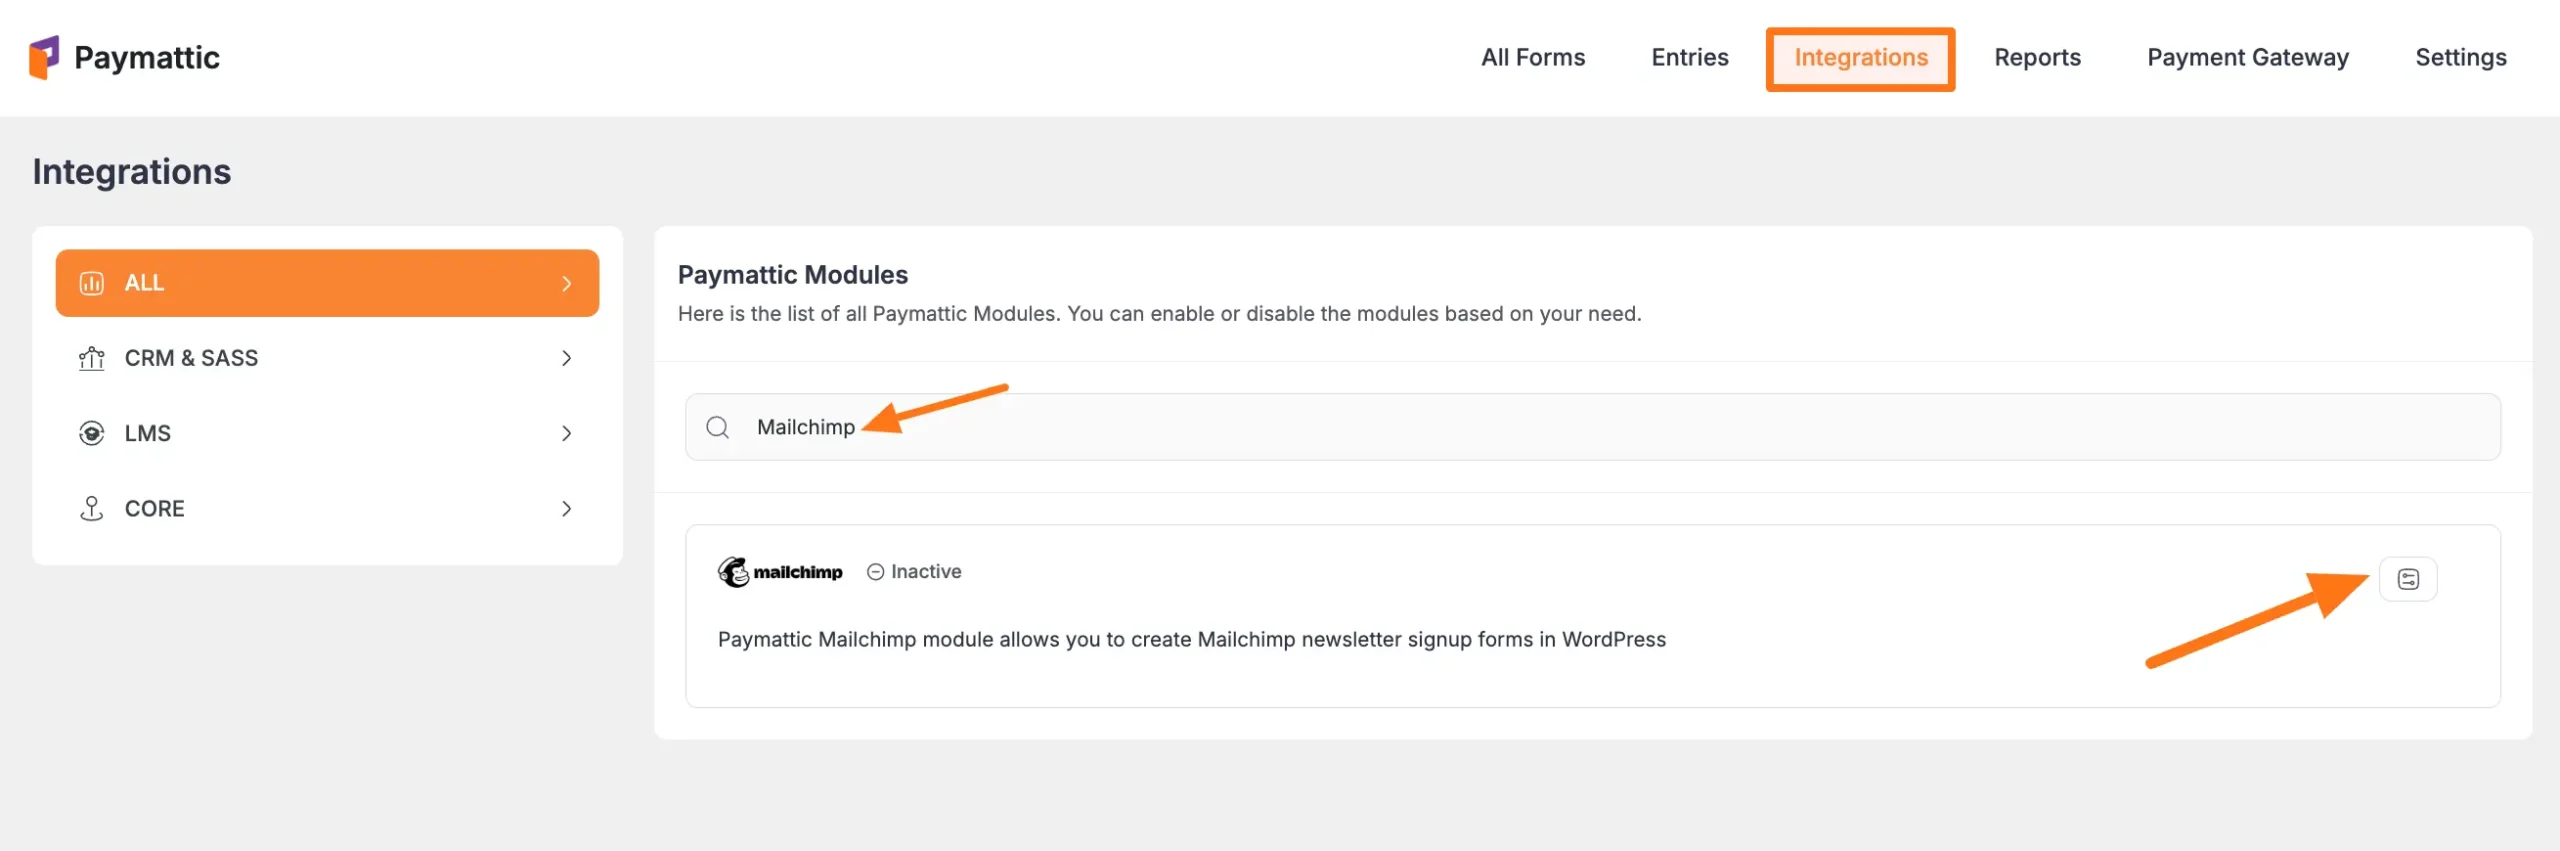 Paymattic
All Forms Entries Integrations Reports Payment Gateway Settings
Integrations
ALL
CRM & SASS
LMS
CORE
Paymattic Modules
Here is the list of all Paymattic Modules. You can enable or disable the modules based on your need.
Mailchimp
mailchimp Inactive
Paymattic Mailchimp module allows you to create Mailchimp newsletter signup forms in WordPress